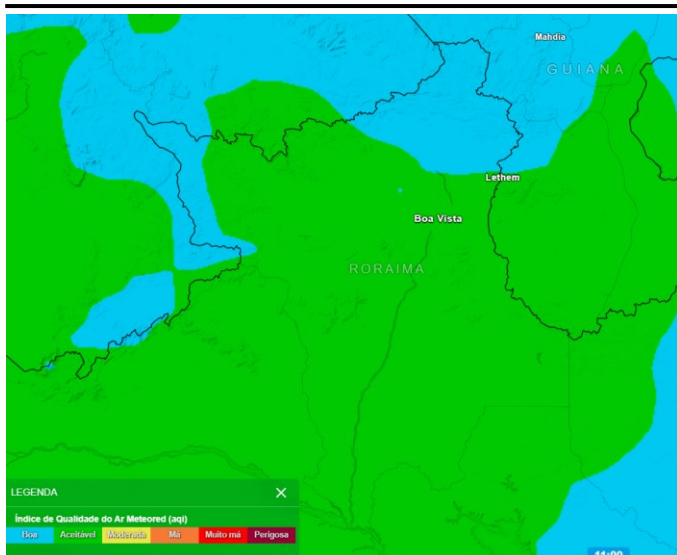 Mahdia
GUIANA
Lethem
Boa Vista
RORAIMA
LEGENDA
Índice de Qualidade do Ar Meteored (aqi)
Boa Aceitável Moderada Má Muito má Perigosa
11:00